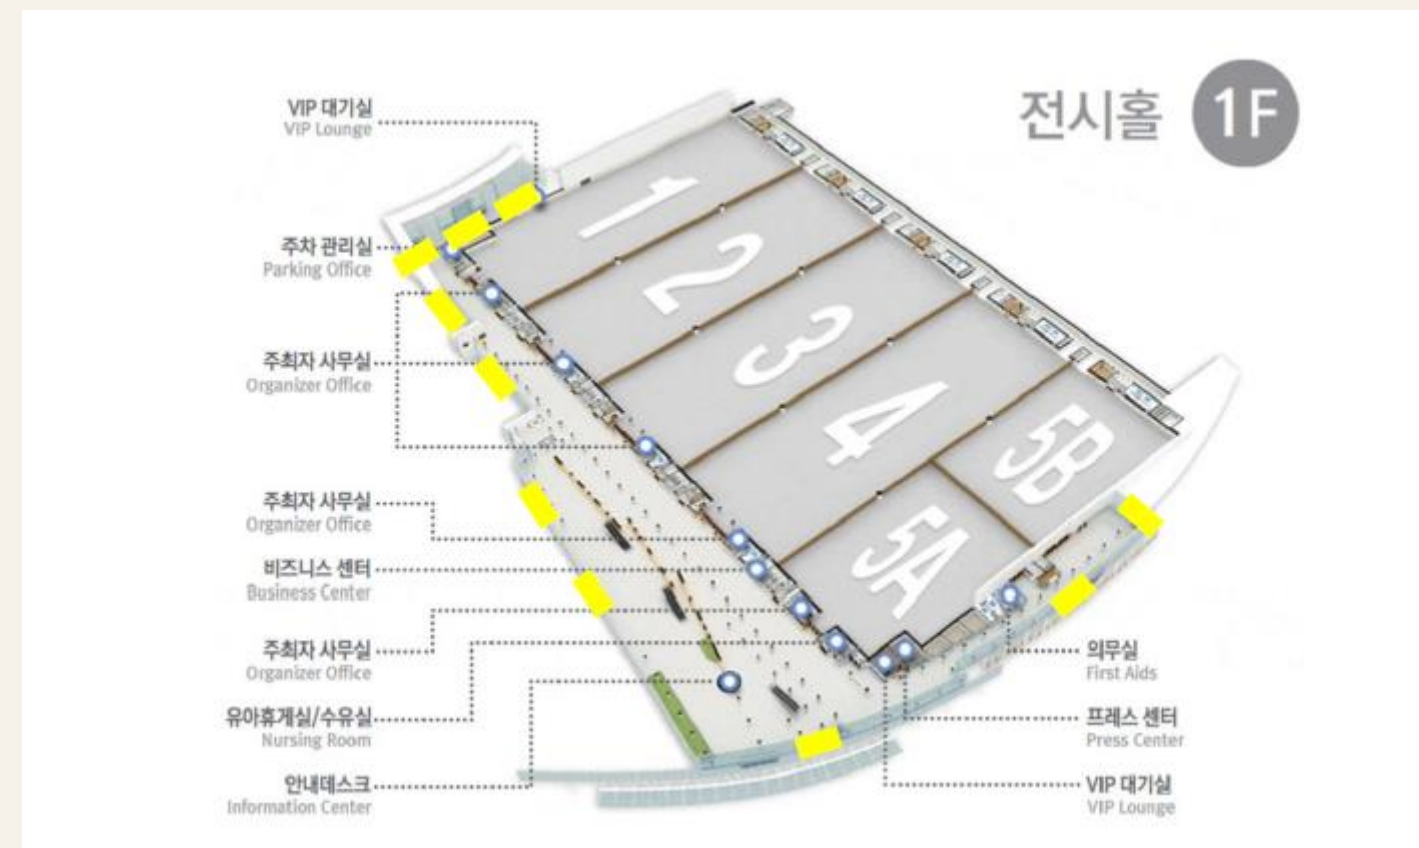 전시홀 1F
VIP 대기실
VIP Lounge
주차 관리실
Parking Office
주최자 사무실
Organizer Office
주최자 사무실
Organizer Office
비즈니스 센터
Business Center
주최자 사무실
Organizer Office
유아휴게실/수유실
Nursing Room
안내데스크
Information Center
1
2
3
4
5A
5B
의무실
First Aids
프레스 센터
Press Center
VIP 대기실
VIP Lounge